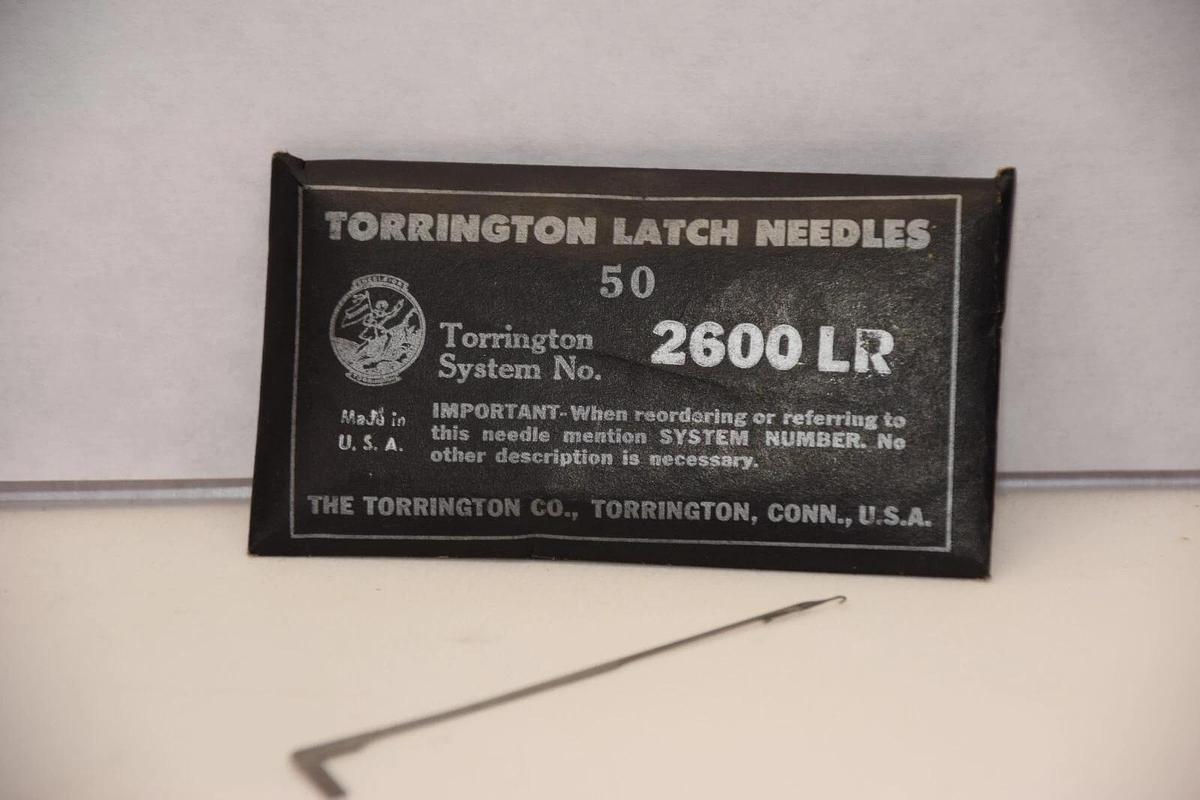 TORRINGTON LATCH NEEDLES
50
Torrington
System No.
2600 LR
Made in
U. S. A.
IMPORTANT-When reordering or referring to
this needle mention SYSTEM NUMBER. No
other description is necessary.
THE TORRINGTON CO., TORRINGTON, CONN., U.S.A.